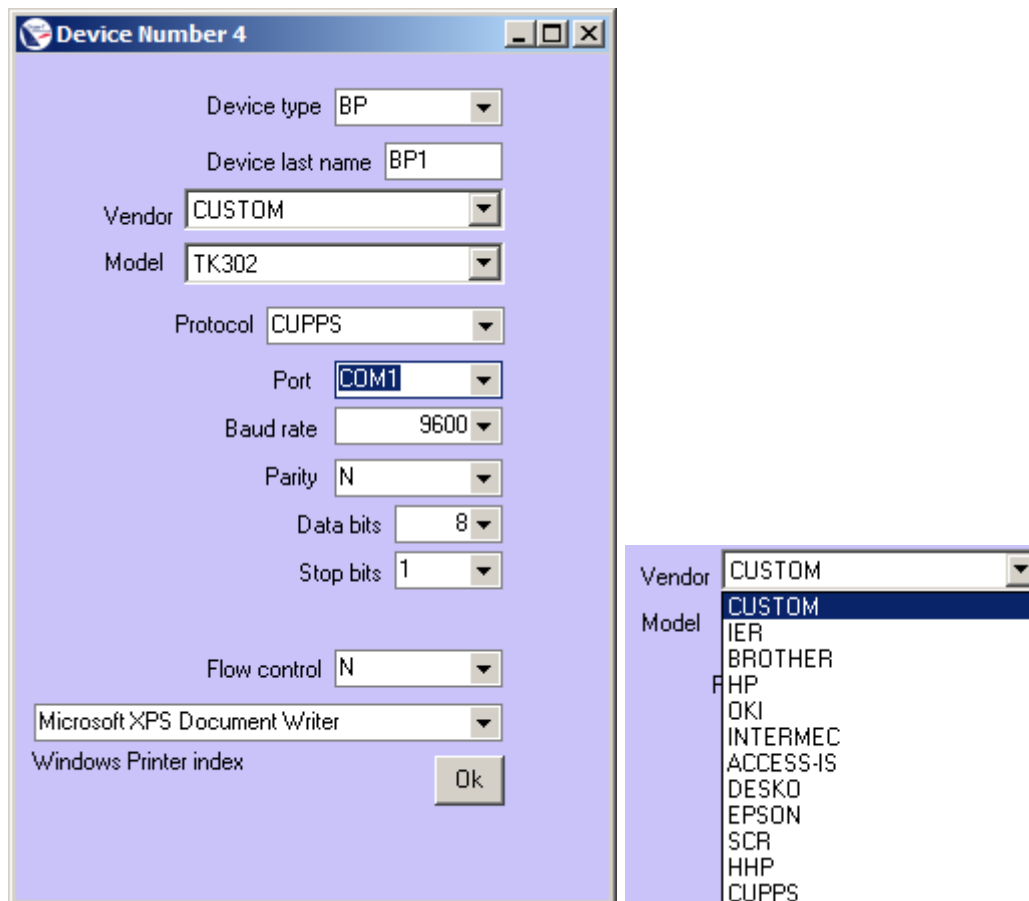 Device Number 4
Device type BP
Device last name BP1
Vendor CUSTOM
Model TK302
Protocol CUPPS
Port COM1
Baud rate 9600
Parity N
Data bits 8
Stop bits 1
Flow control N
Microsoft XPS Document Writer
Windows Printer index
Ok
Vendor CUSTOM
CUSTOM
Model
IER
BROTHER
HP
OKI
INTERMEC
ACCESS-IS
DESKO
EPSON
SCR
HHP
CUPPS